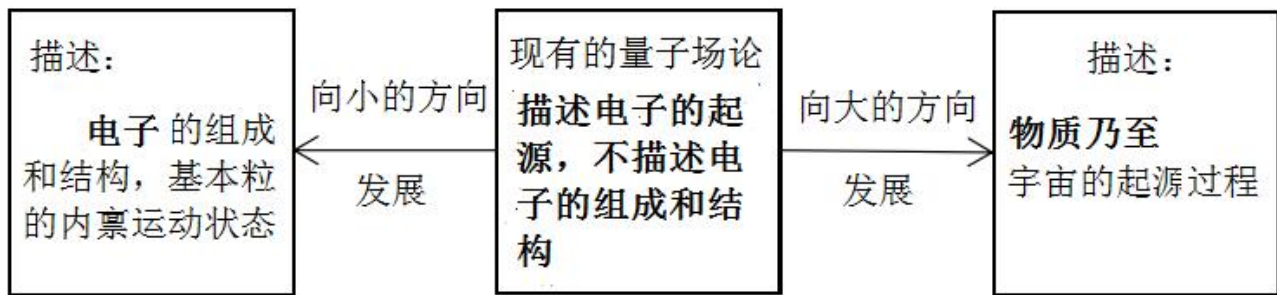 描述：
电子 的组成
和结构，基本粒
的内禀运动状态
向小的方向
发展
现有的量子场论
描述电子的起
源，不描述电
子的组成和结
构
向大的方向
发展
描述：
物质乃至
宇宙的起源过程